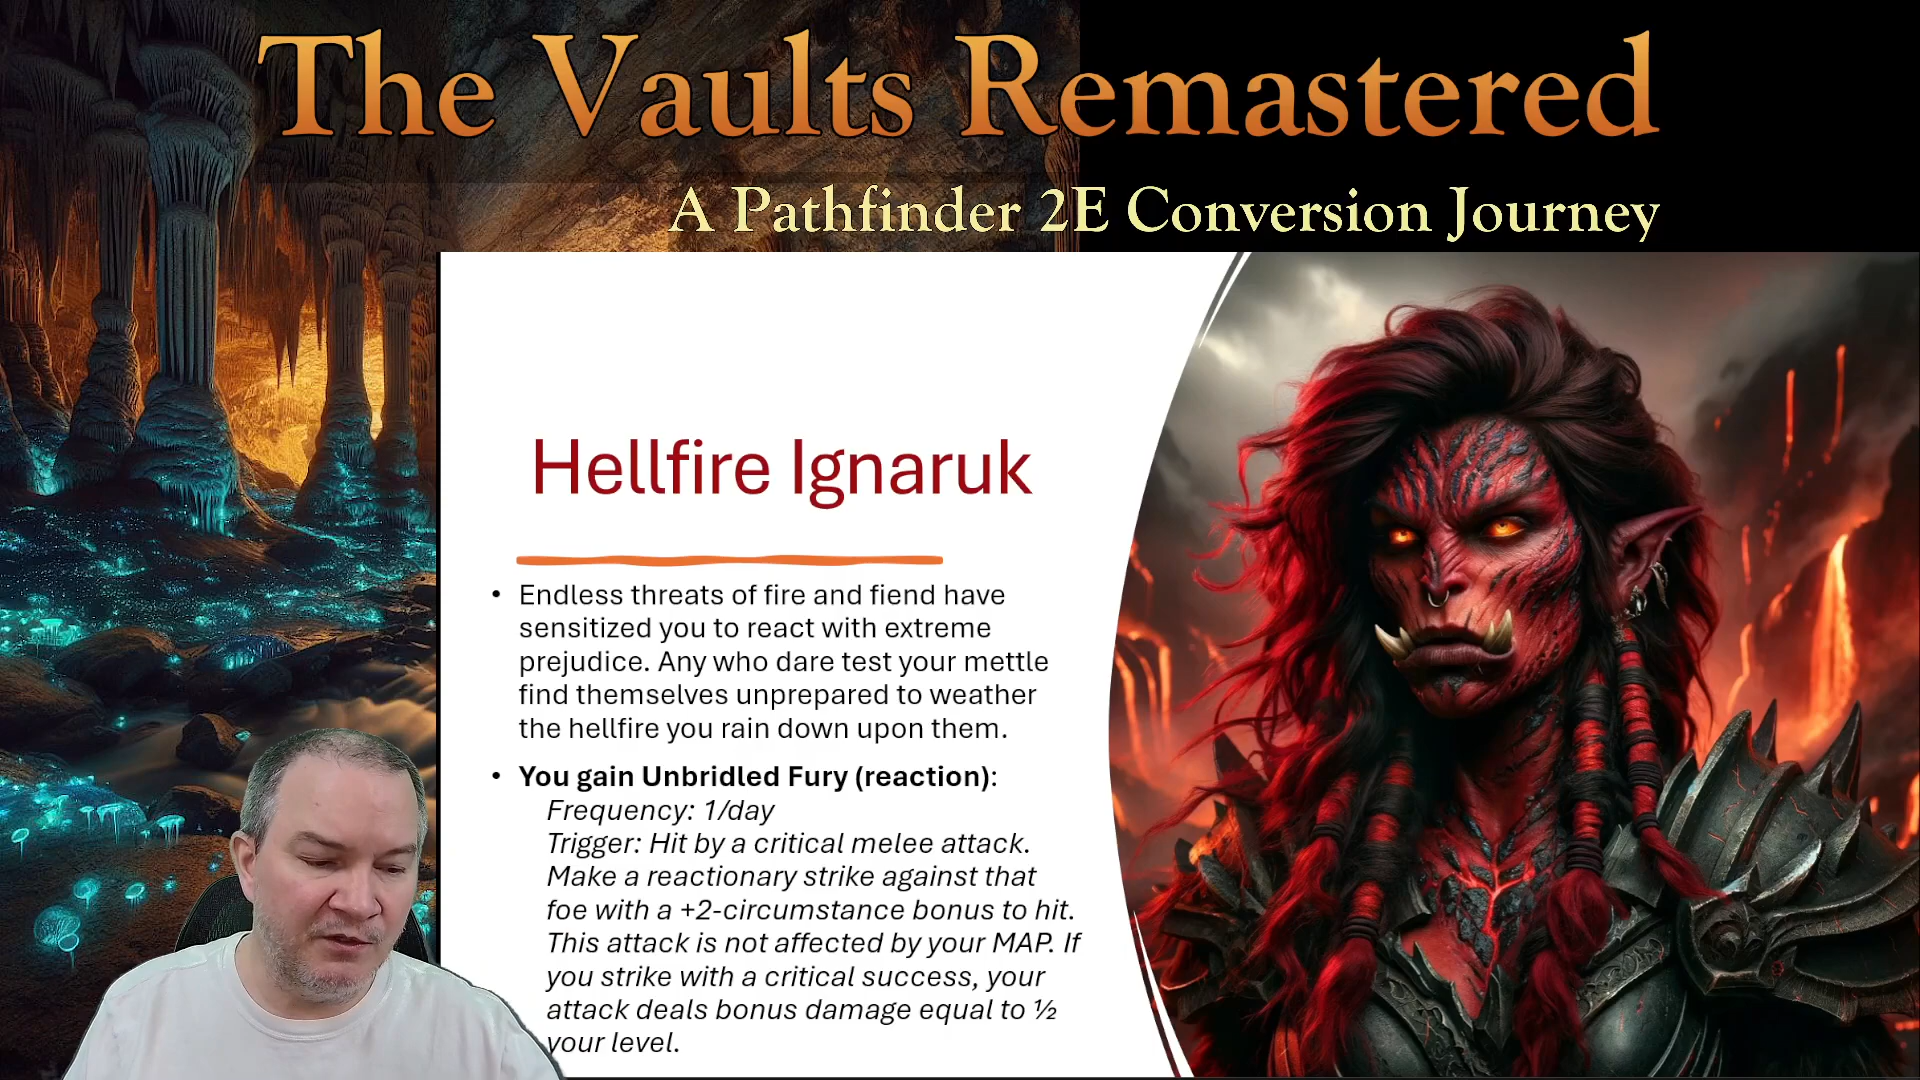 The Vaults Remastered
A Pathfinder 2E Conversion Journey
Hellfire Ignaruk
• Endless threats of fire and fiend have
sensitized you to react with extreme
prejudice. Any who dare test your mettle
find themselves unprepared to weather
the hellfire you rain down upon them.
• You gain Unbridled Fury (reaction):
Frequency: 1/day
Trigger: Hit by a critical melee attack.
Make a reactionary strike against that
foe with a +2-circumstance bonus to hit.
This attack is not affected by your MAP. If
you strike with a critical success, your
attack deals bonus damage equal to ½
your level.